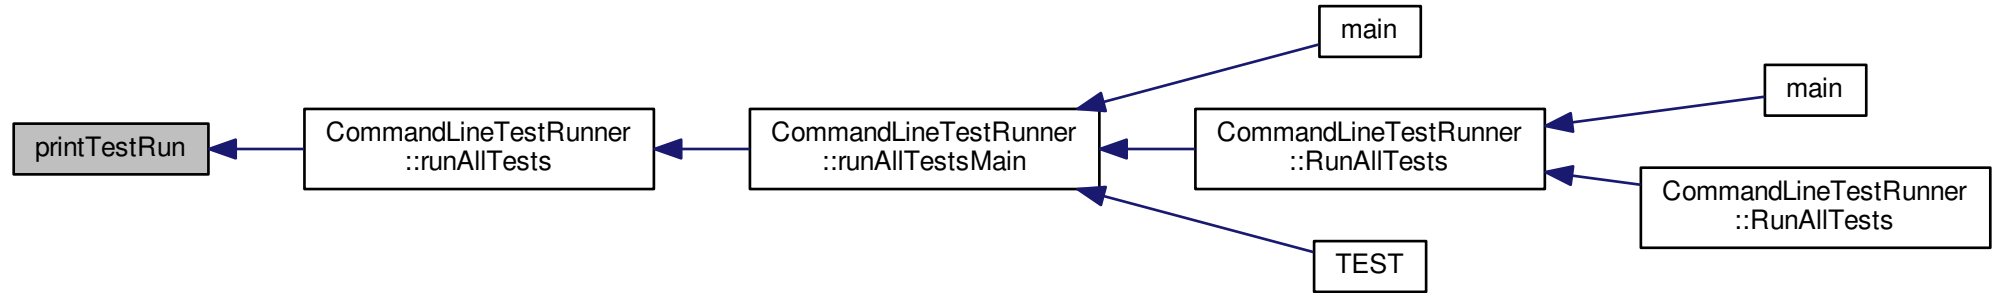 printTestRun
CommandLineTestRunner
::runAllTests
CommandLineTestRunner
::runAllTestsMain
main
CommandLineTestRunner
::RunAllTests
TEST
main
CommandLineTestRunner
::RunAllTests